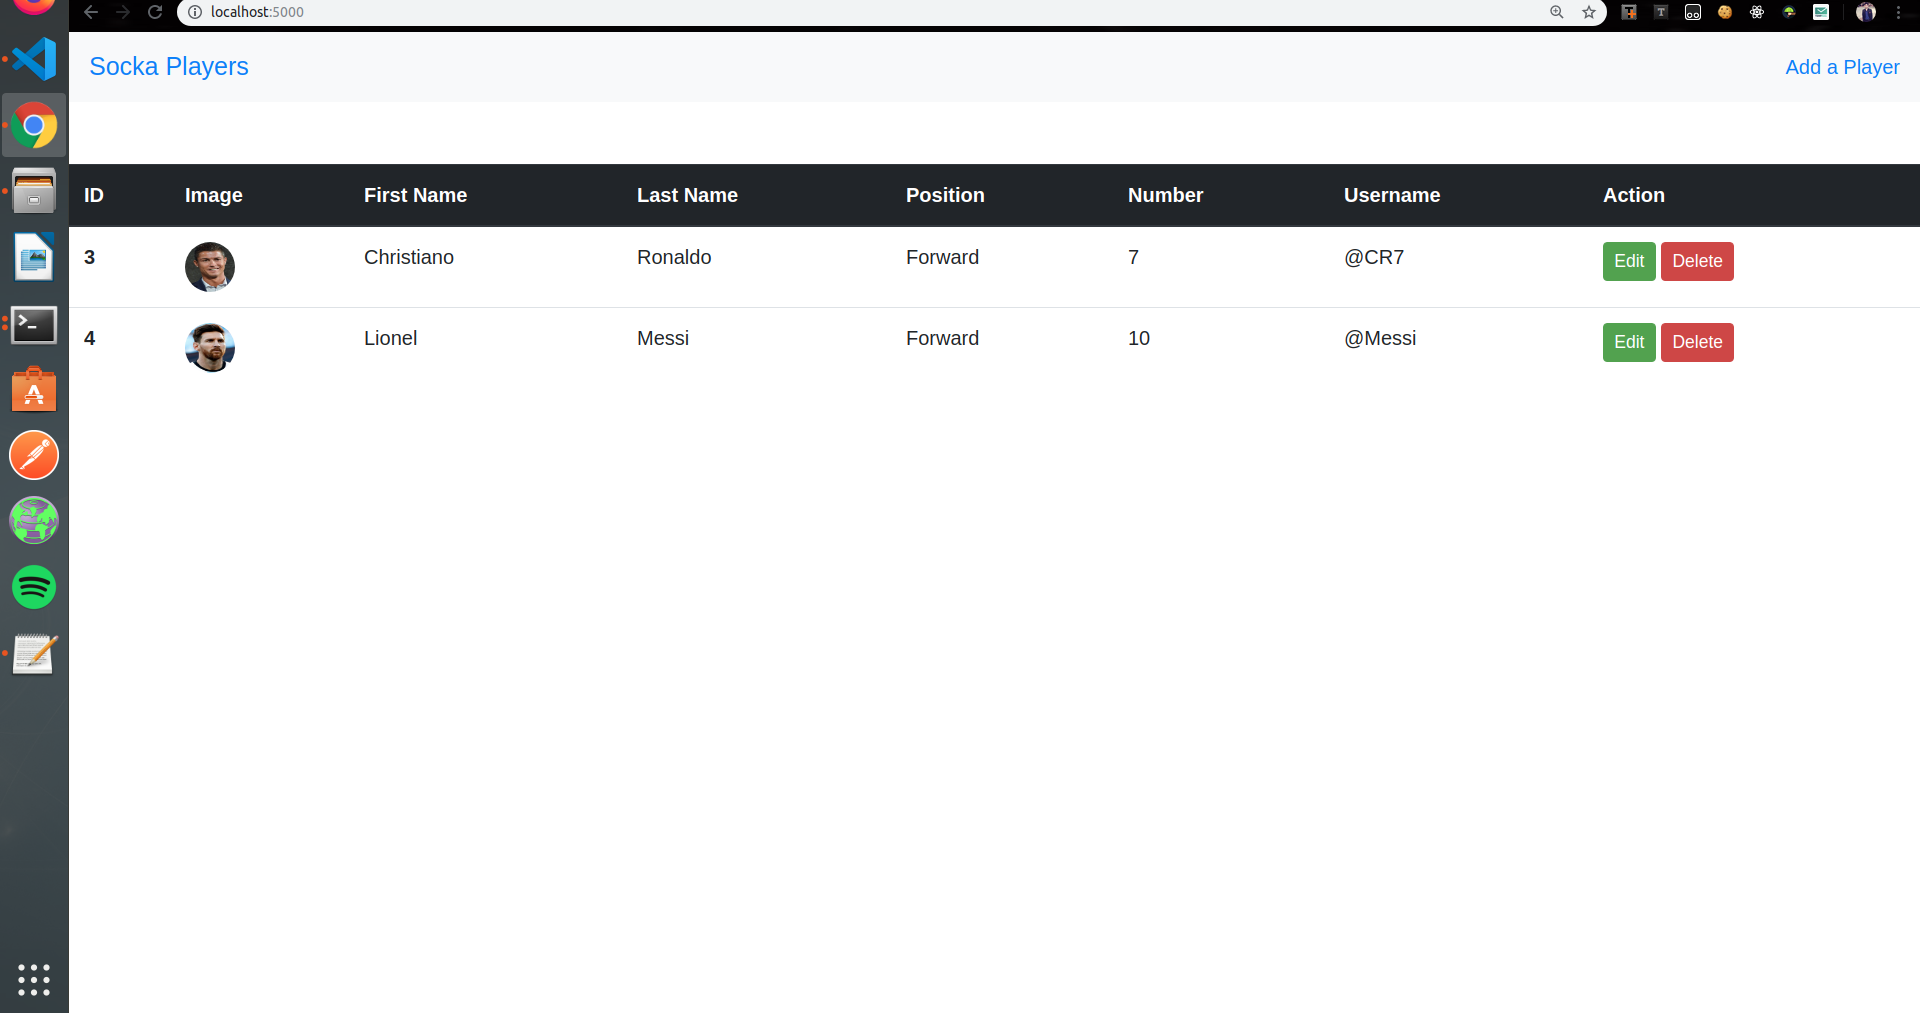 localhost:5000
Socka Players Add a Player
ID Image First Name Last Name Position Number Username Action
3 Christiano Ronaldo Forward 7 @CR7 Edit Delete
4 Lionel Messi Forward 10 @Messi Edit Delete